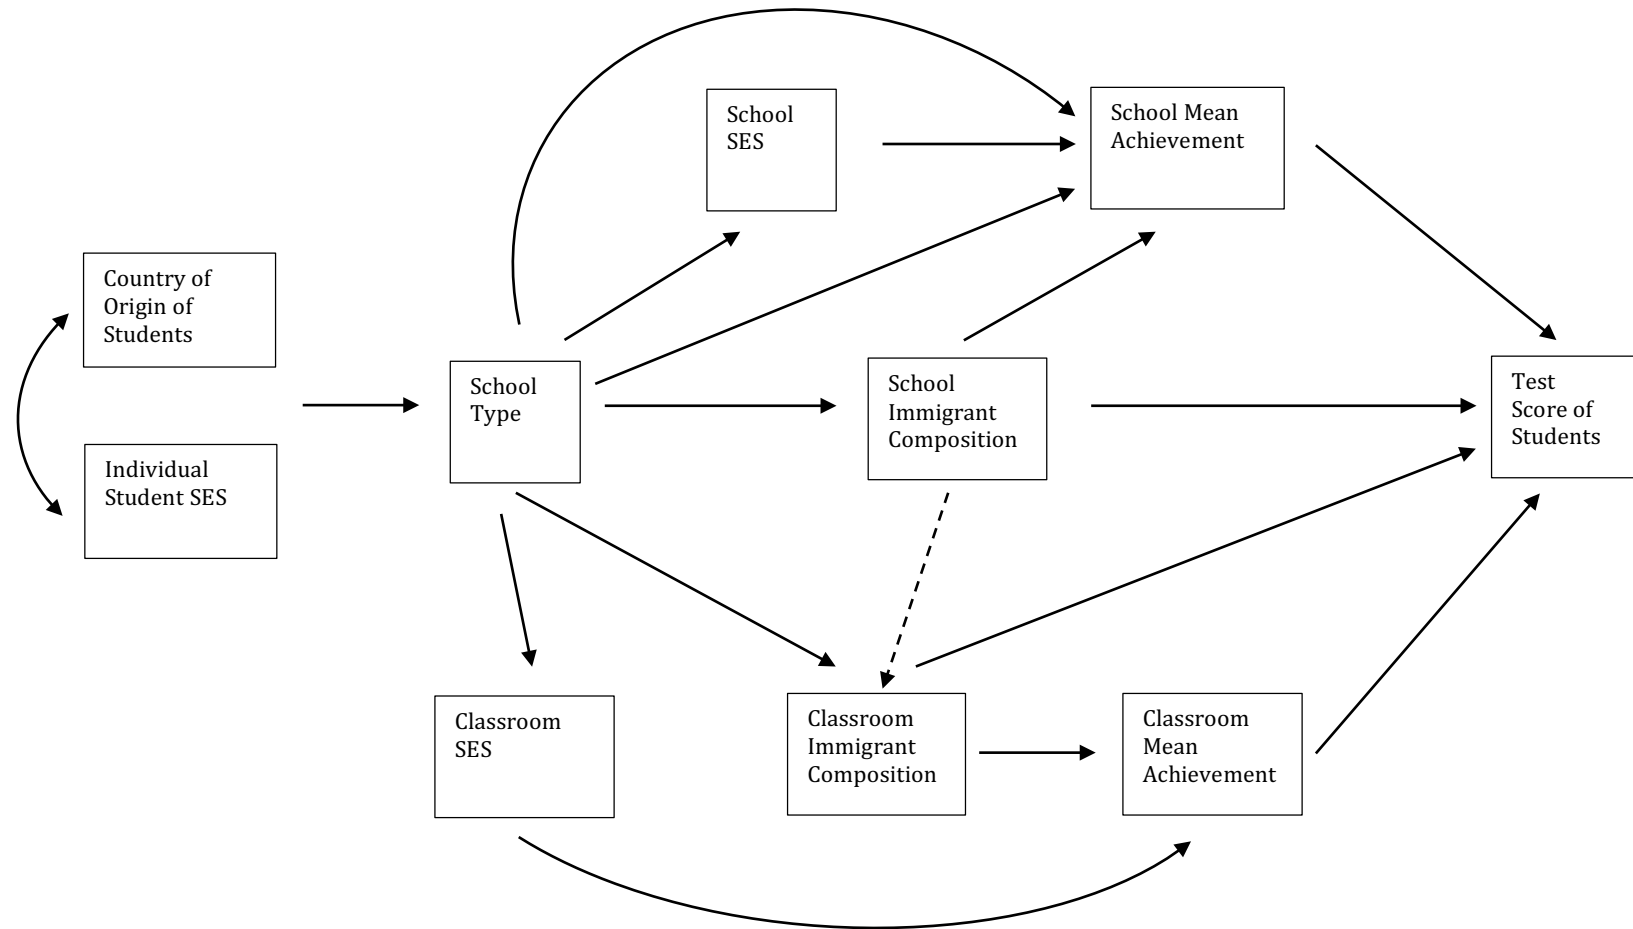 School
SES
School Mean
Achievement
Country of
Origin of
Students
School
Type
School
Immigrant
Composition
Test
Score of
Students
Individual
Student SES
Classroom
SES
Classroom
Immigrant
Composition
Classroom
Mean
Achievement